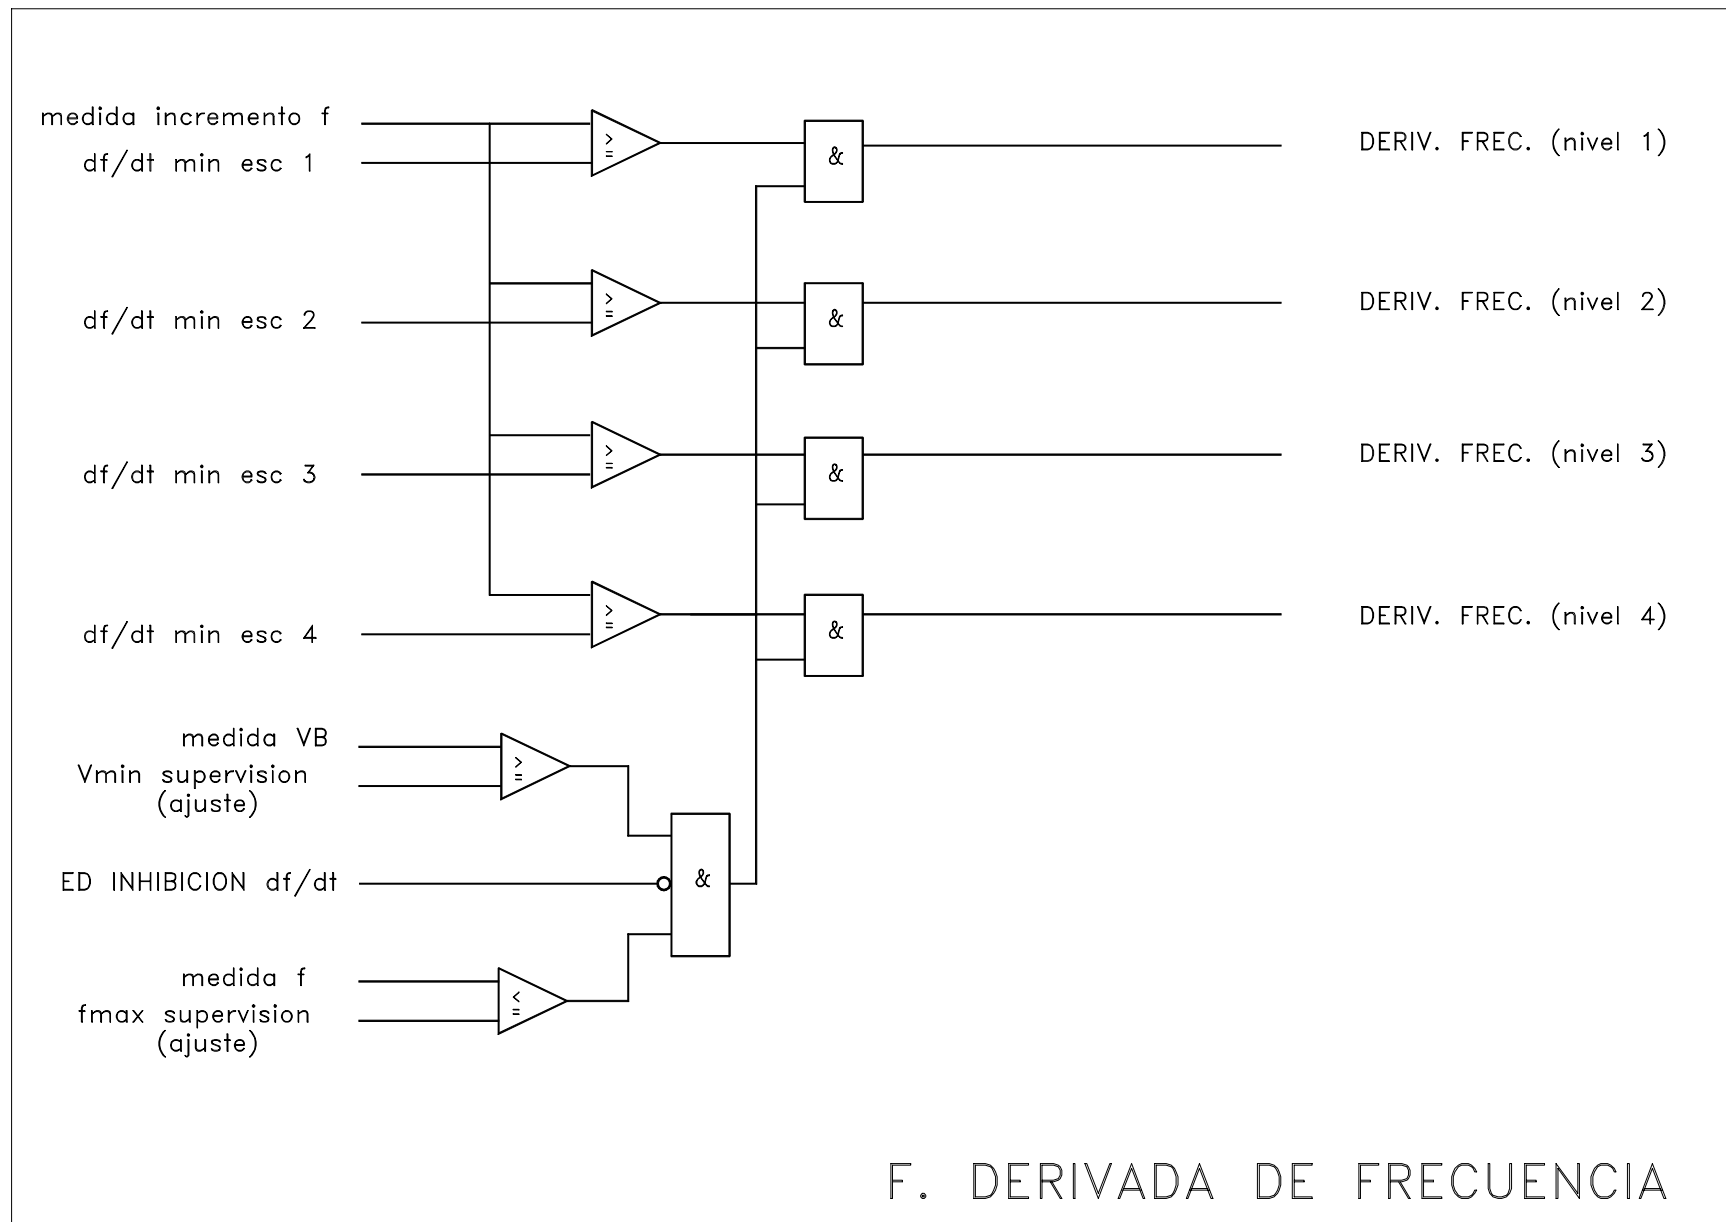 medida incremento f
df/dt min esc 1
>
=
&
DERIV. FREC. (nivel 1)
df/dt min esc 2
>
=
&
DERIV. FREC. (nivel 2)
df/dt min esc 3
>
=
&
DERIV. FREC. (nivel 3)
df/dt min esc 4
>
=
&
DERIV. FREC. (nivel 4)
medida VB
Vmin supervision
(ajuste)
>
=
ED INHIBICION df/dt
&
medida f
fmax supervision
(ajuste)
<
=
F. DERIVADA DE FRECUENCIA